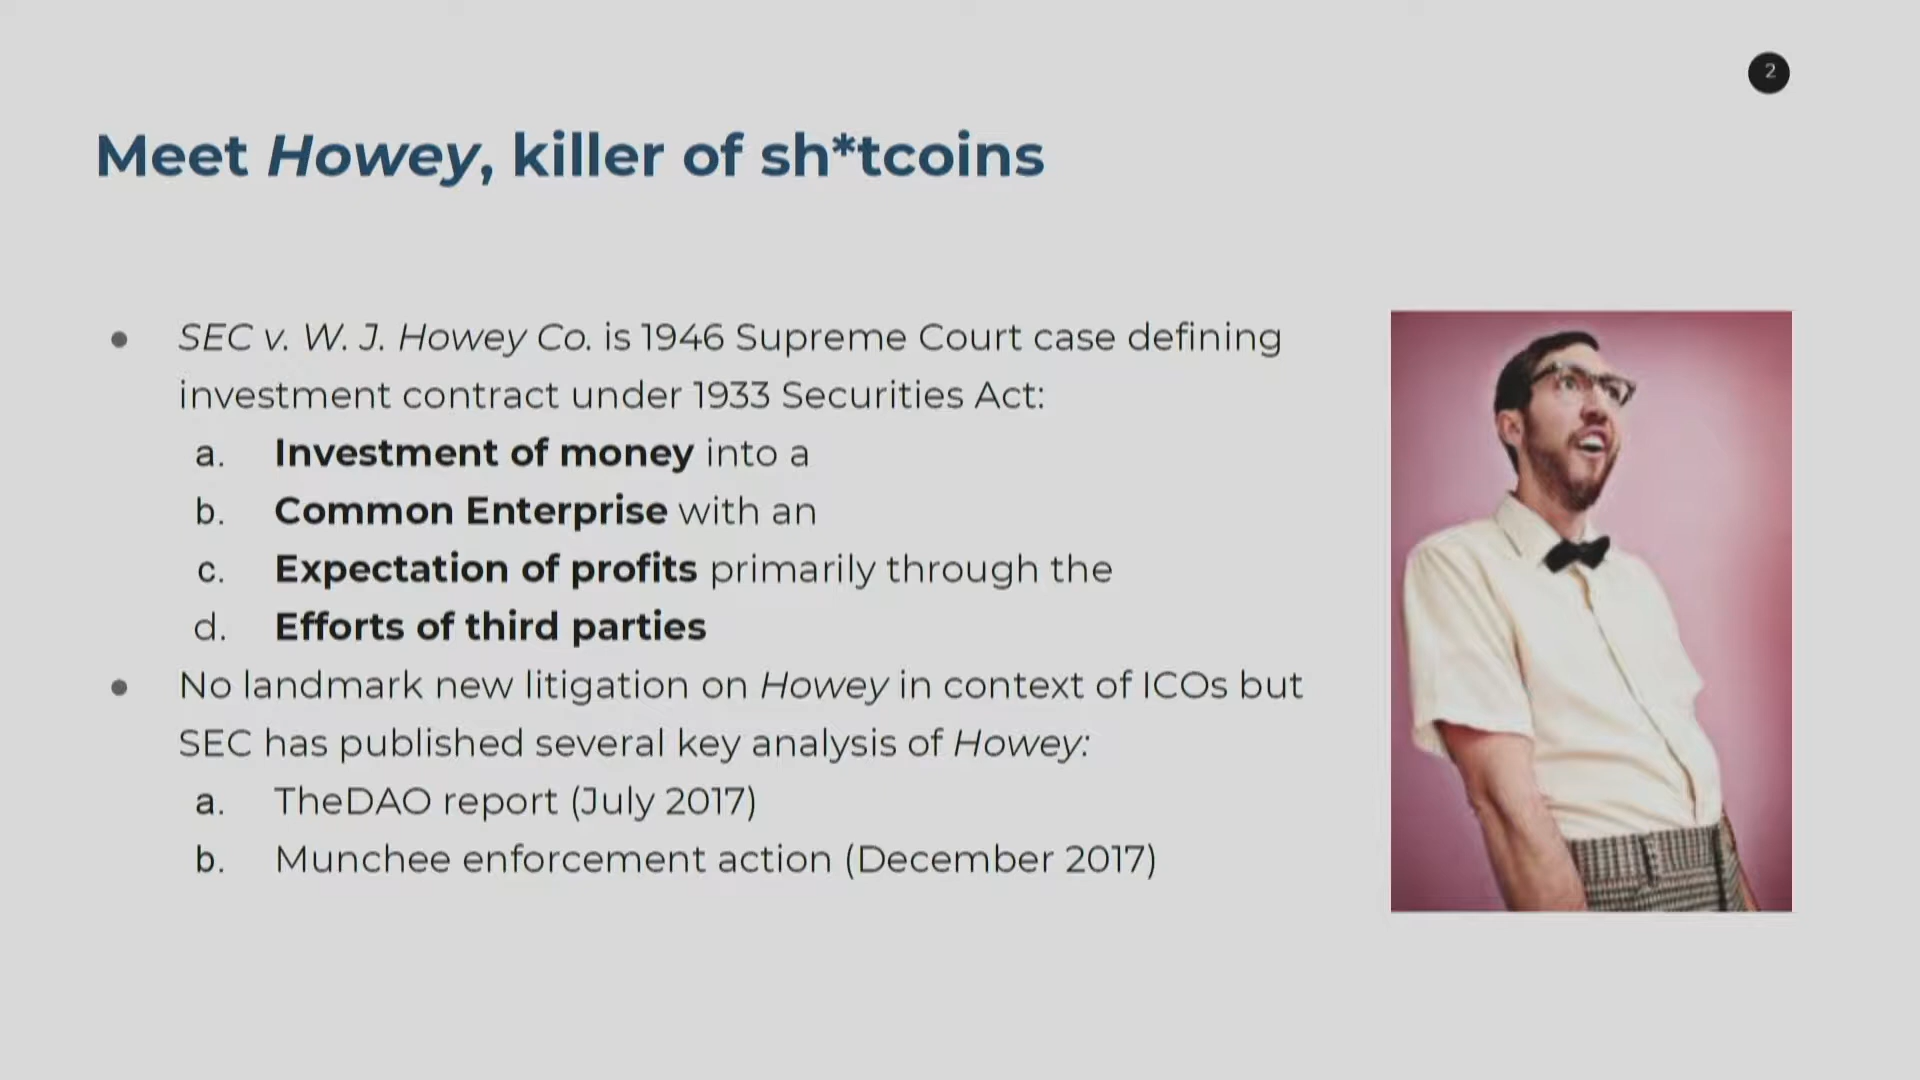 2
Meet Howey, killer of sh*tcoins
● SEC v. W. J. Howey Co. is 1946 Supreme Court case defining
investment contract under 1933 Securities Act:
a. Investment of money into a
b. Common Enterprise with an
c. Expectation of profits primarily through the
d. Efforts of third parties
● No landmark new litigation on Howey in context of ICOs but
SEC has published several key analysis of Howey:
a. TheDAO report (July 2017)
b. Munchee enforcement action (December 2017)